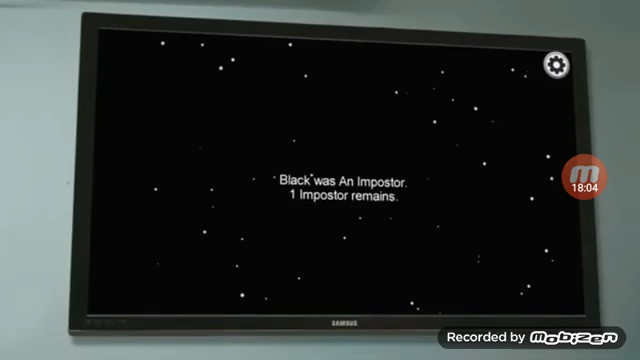 Black was An Impostor.
1 Impostor remains.
18:04
SAMSUNG
Recorded by mobizen